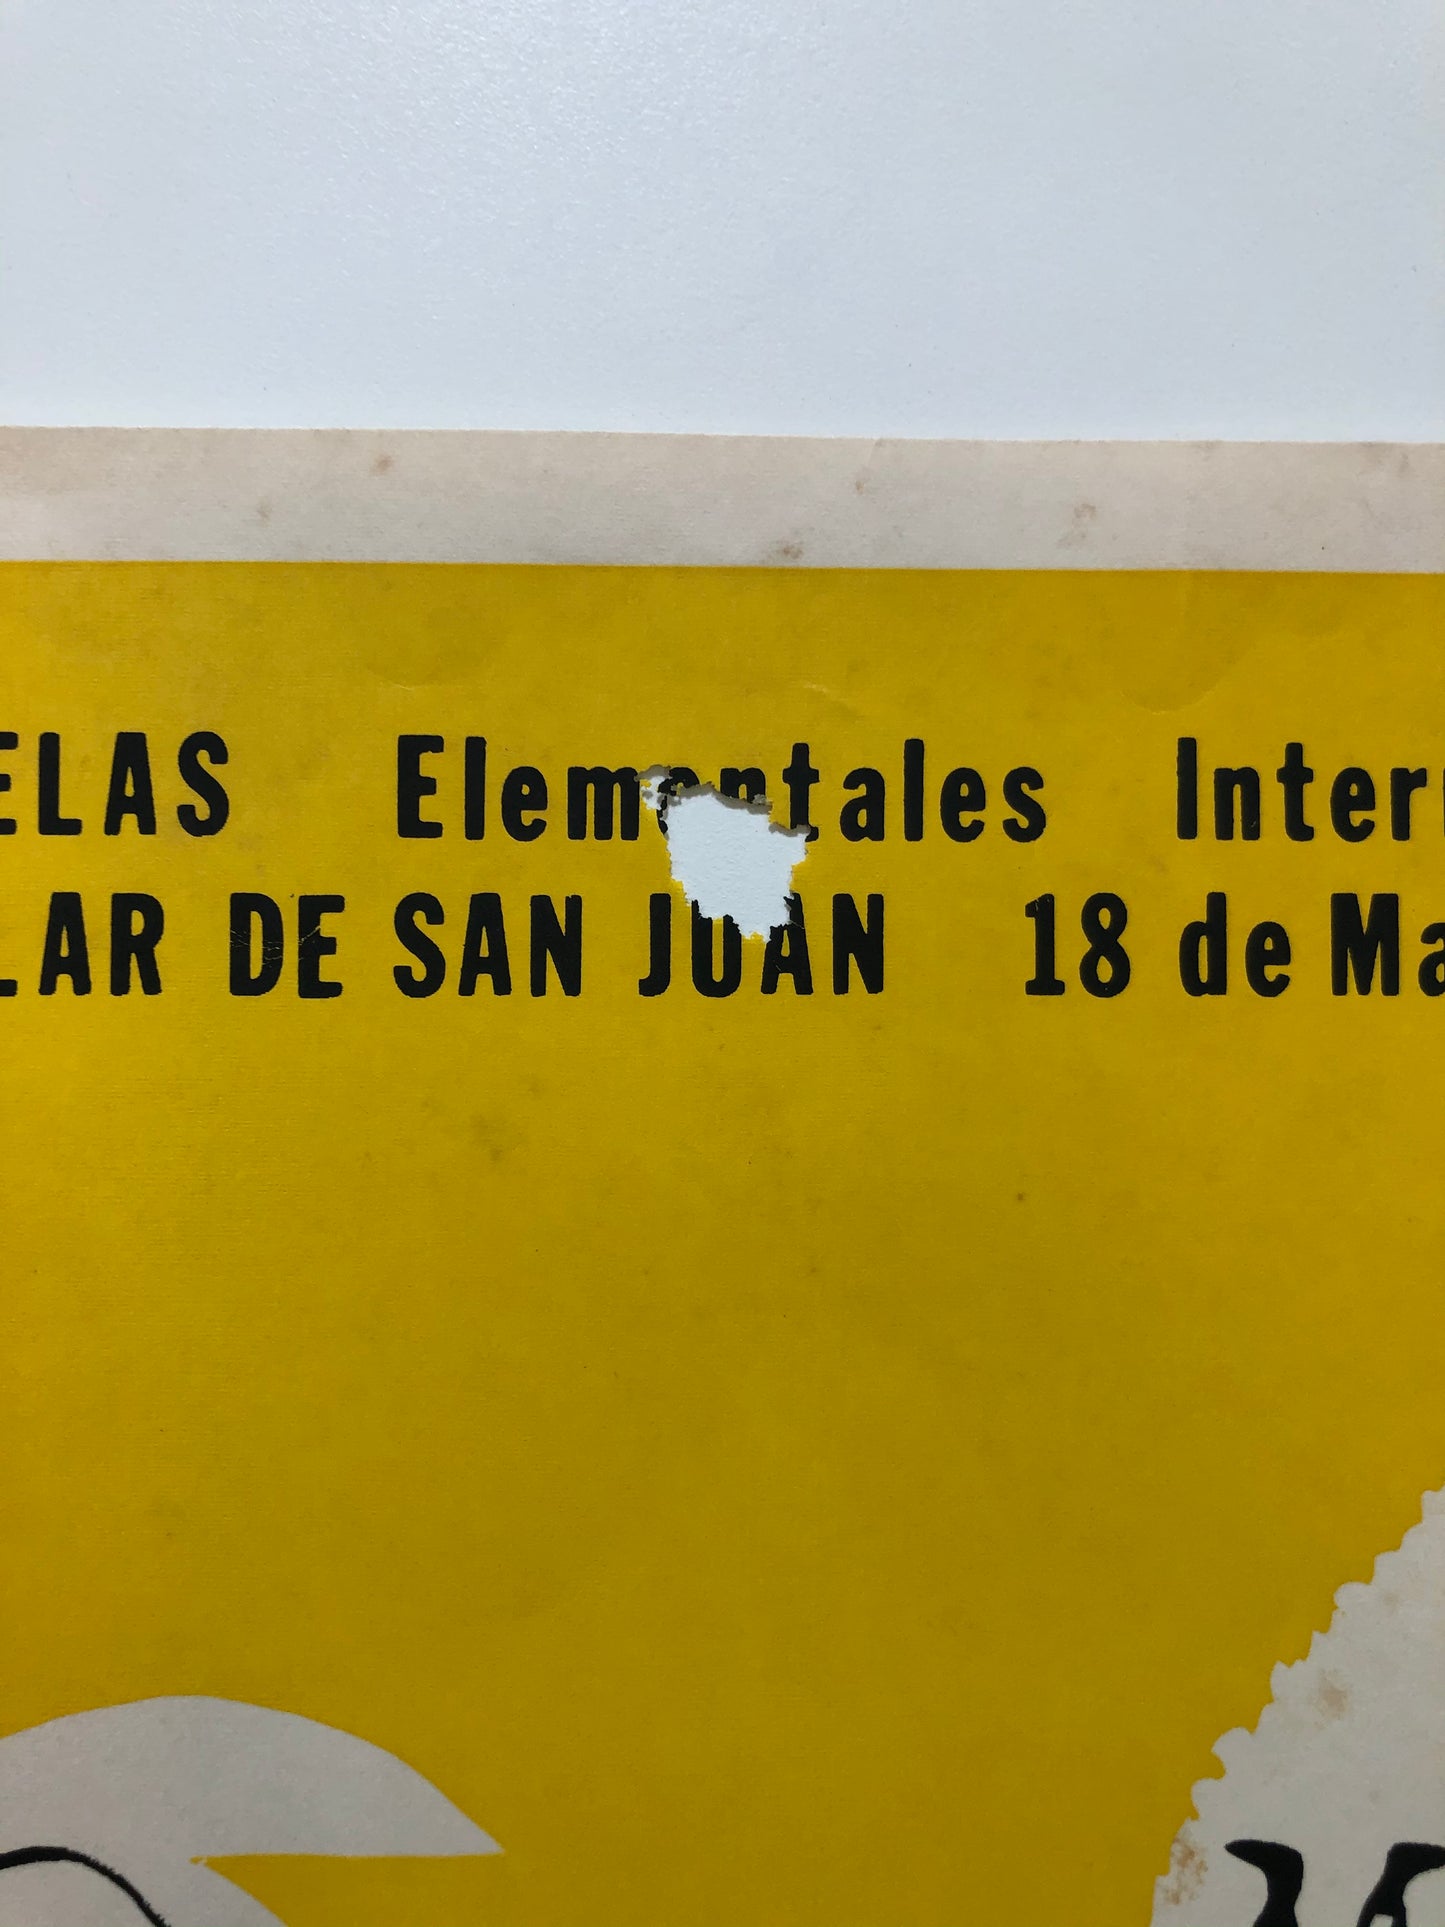 ELAS Elementales Inter
LAR DE SAN JUAN 18 de Ma